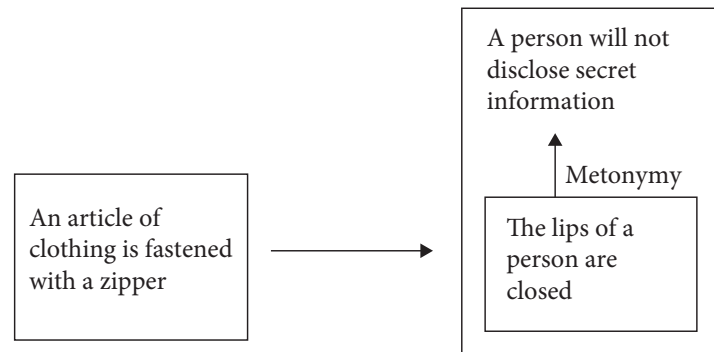 An article of
clothing is fastened
with a zipper
A person will not
disclose secret
information
Metonymy
The lips of a
person are
closed